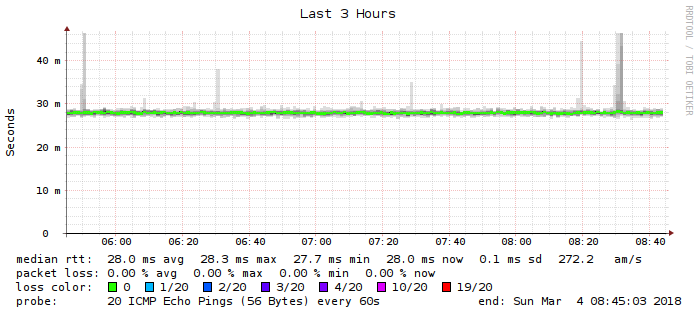 Last 3 Hours
RRDTOOL / TOBI OETIKER
Seconds
40 m
30 m
20 m
10 m
0
06:00 06:20 06:40 07:00 07:20 07:40 08:00 08:20 08:40
median rtt: 28.0 ms avg 28.3 ms max 27.7 ms min 28.0 ms now 0.1 ms sd 272.2 am/s
packet loss: 0.00 % avg 0.00 % max 0.00 % min 0.00 % now
loss color: 0 1/20 2/20 3/20 4/20 10/20 19/20
probe: 20 ICMP Echo Pings (56 Bytes) every 60s end: Sun Mar 4 08:45:03 2018